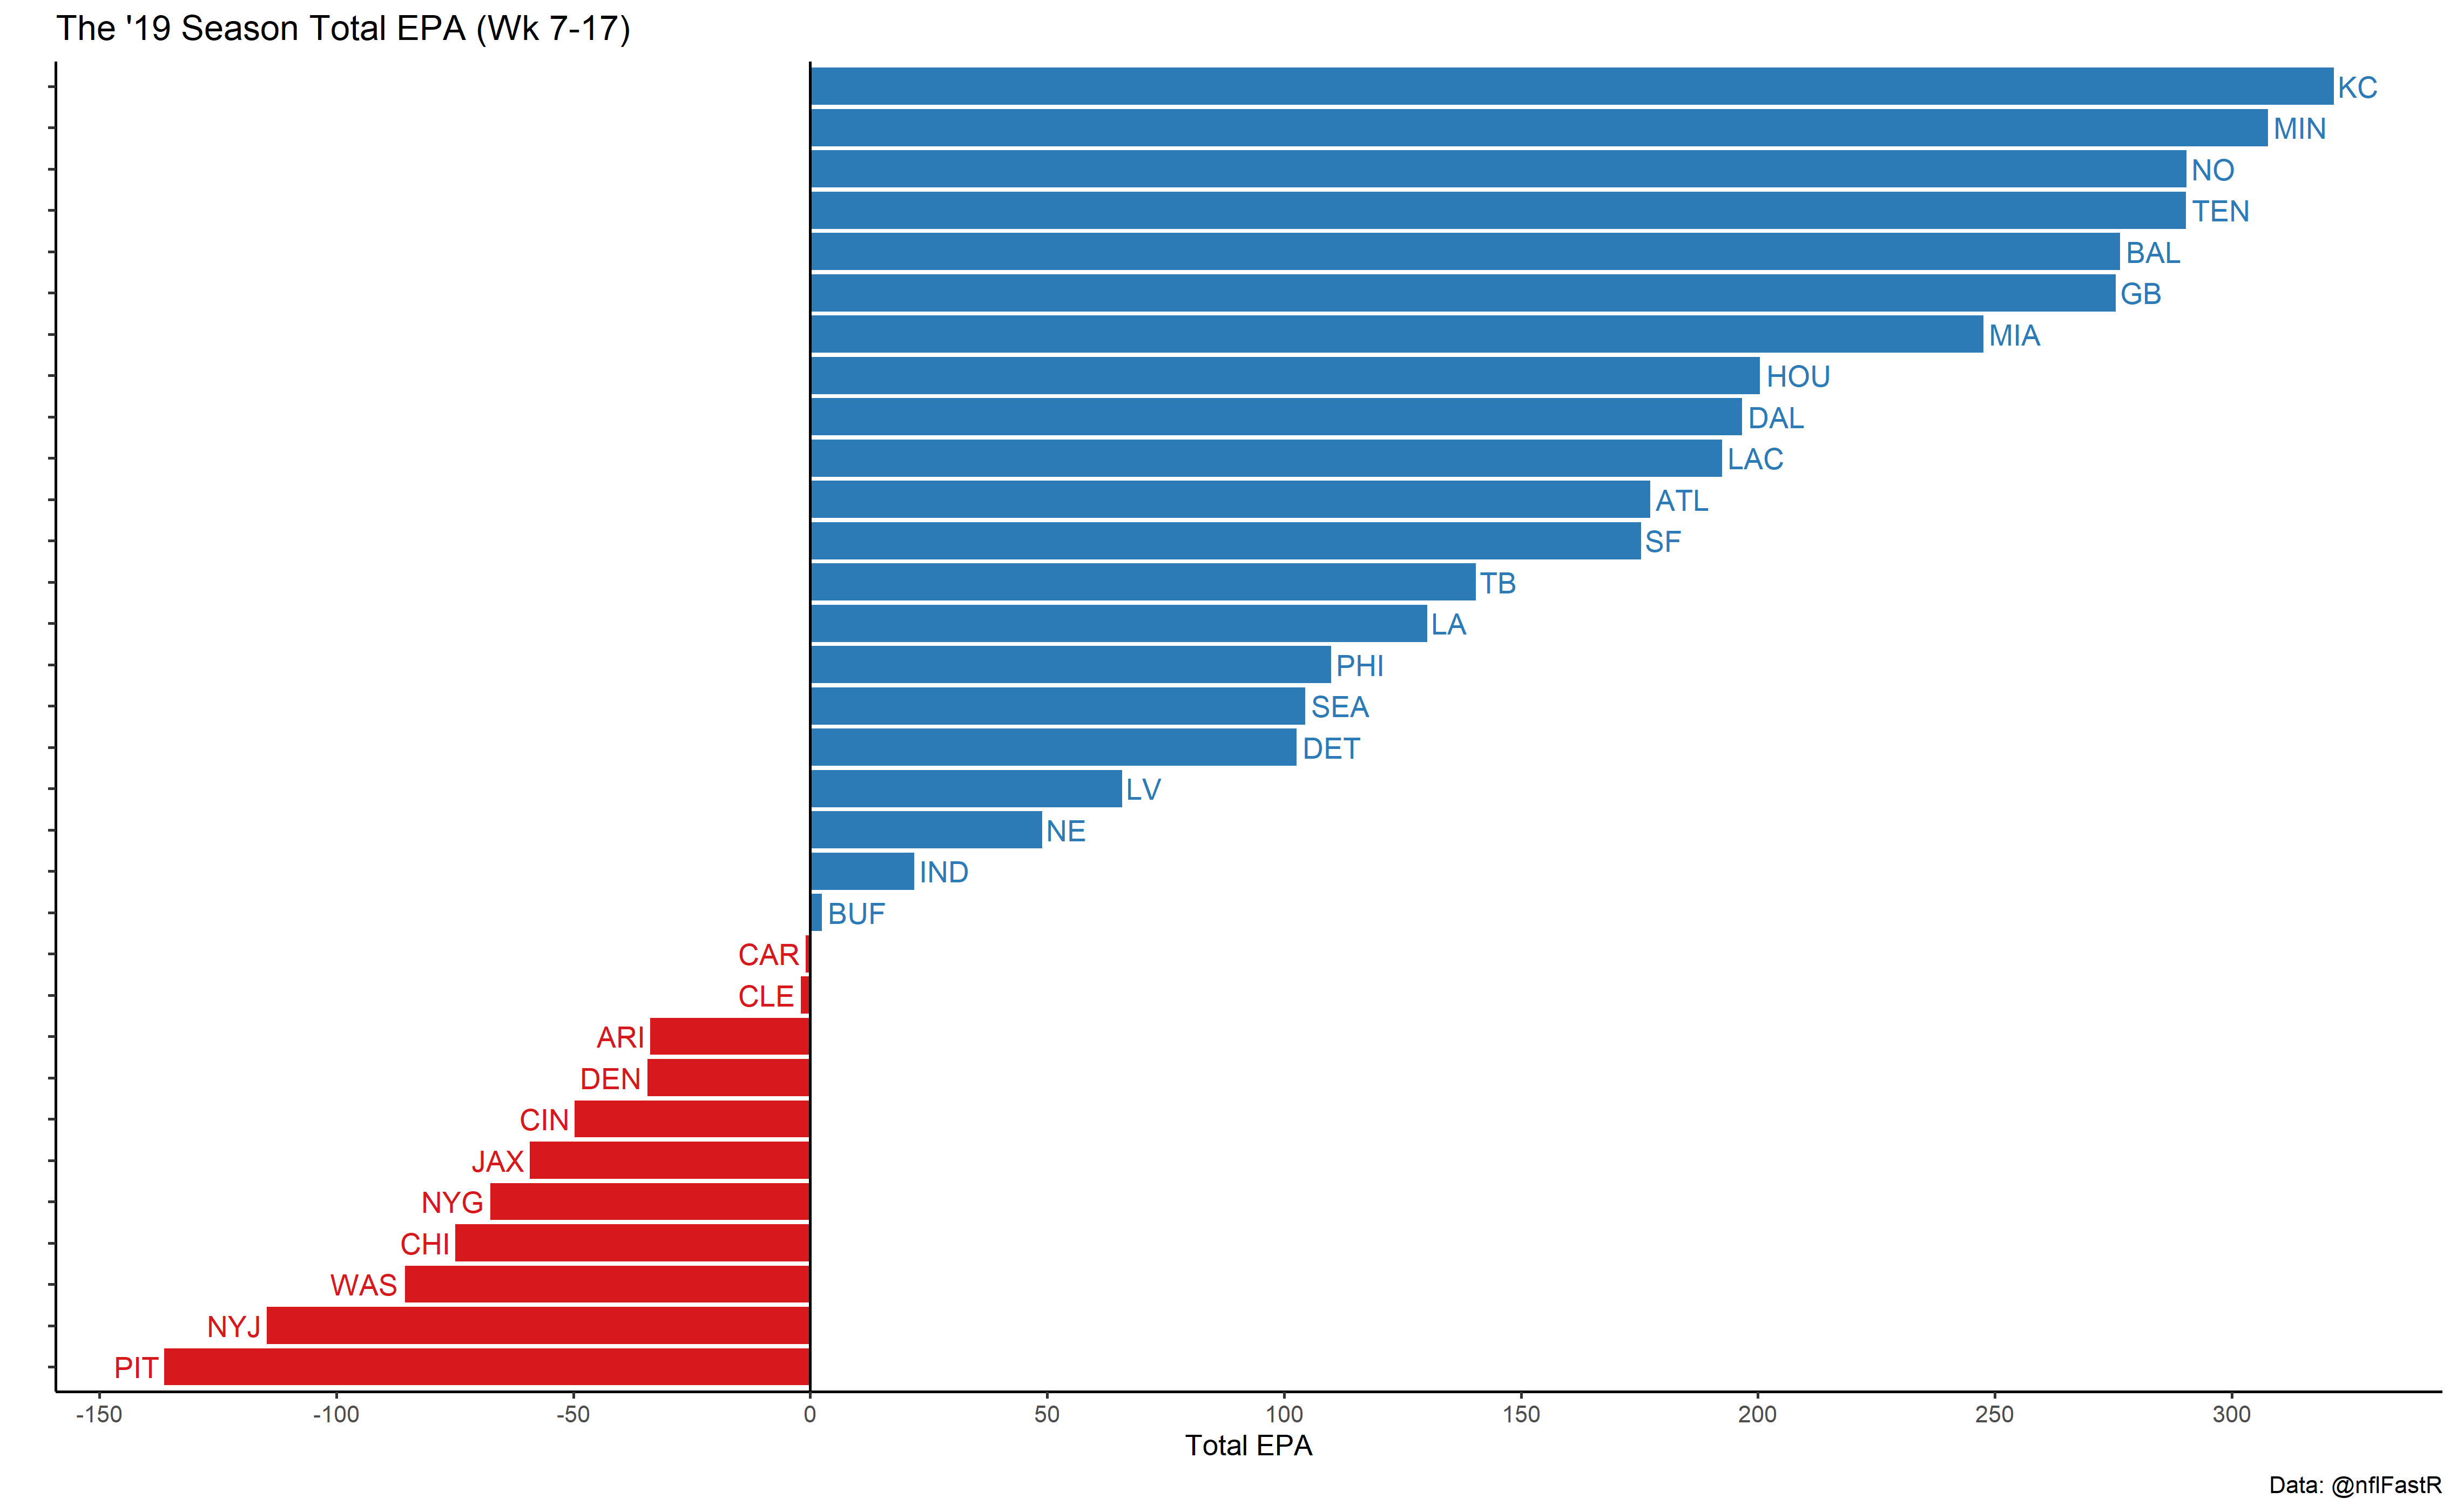 The '19 Season Total EPA (Wk 7-17)
KC
MIN
NO
TEN
BAL
GB
MIA
HOU
DAL
LAC
ATL
SF
TB
LA
PHI
SEA
DET
LV
NE
IND
BUF
CAR
CLE
ARI
DEN
CIN
JAX
NYG
CHI
WAS
NYJ
PIT
-150 -100 -50 0 50 100 150 200 250 300
Total EPA
Data: @nflFastR